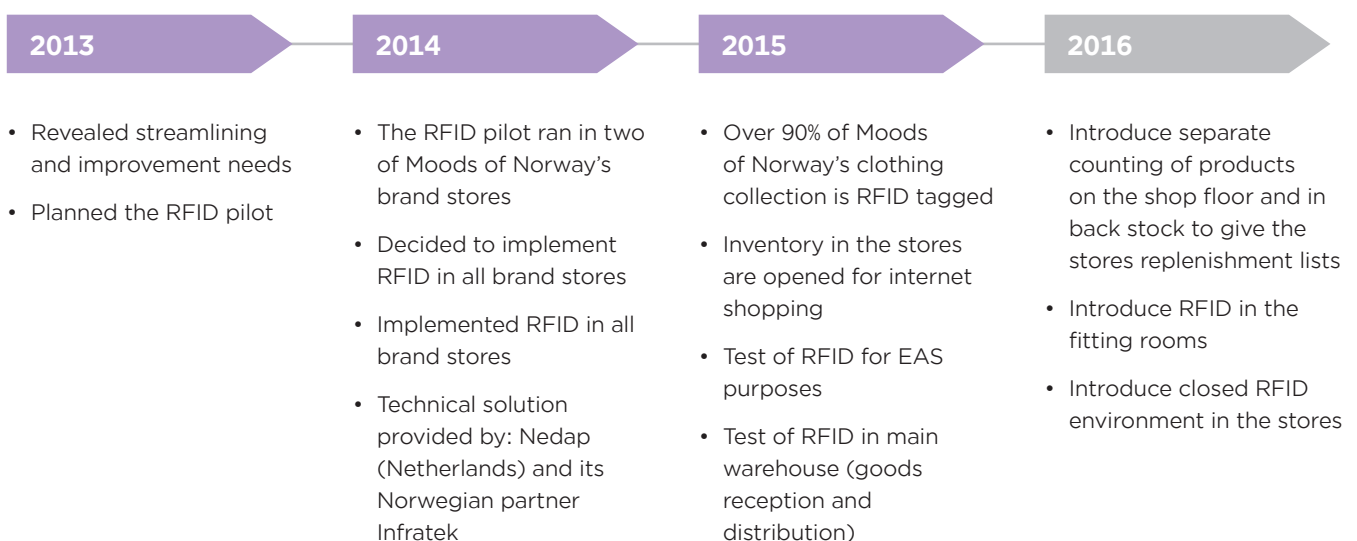 2013
• Revealed streamlining
and improvement needs
• Planned the RFID pilot
2014
• The RFID pilot ran in two
of Moods of Norway’s
brand stores
• Decided to implement
RFID in all brand stores
• Implemented RFID in all
brand stores
• Technical solution
provided by: Nedap
(Netherlands) and its
Norwegian partner
Infratek
2015
• Over 90% of Moods
of Norway’s clothing
collection is RFID tagged
• Inventory in the stores
are opened for internet
shopping
• Test of RFID for EAS
purposes
• Test of RFID in main
warehouse (goods
reception and
distribution)
2016
• Introduce separate
counting of products
on the shop floor and in
back stock to give the
stores replenishment lists
• Introduce RFID in the
fitting rooms
• Introduce closed RFID
environment in the stores